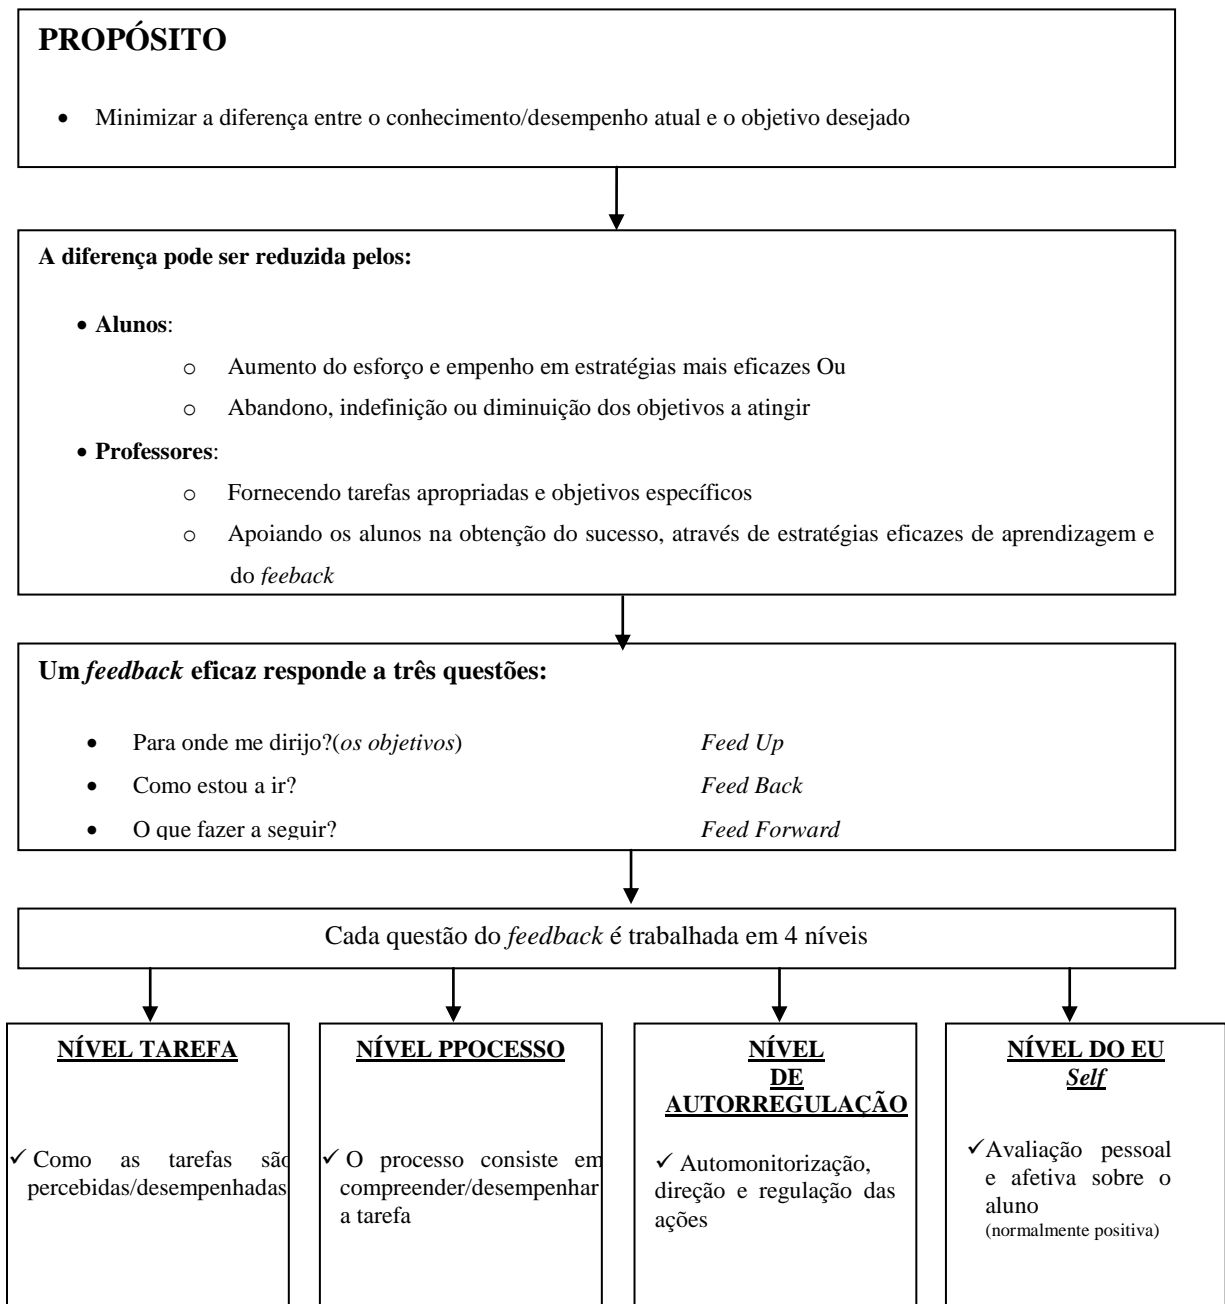 PROPÓSITO
• Minimizar a diferença entre o conhecimento/desempenho atual e o objetivo desejado
A diferença pode ser reduzida pelos:
• Alunos:
o Aumento do esforço e empenho em estratégias mais eficazes Ou
o Abandono, indefinição ou diminuição dos objetivos a atingir
• Professores:
o Fornecendo tarefas apropriadas e objetivos específicos
o Apoiando os alunos na obtenção do sucesso, através de estratégias eficazes de aprendizagem e
do feeback
Um feedback eficaz responde a três questões:
• Para onde me dirijo?(os objetivos) Feed Up
• Como estou a ir? Feed Back
• O que fazer a seguir? Feed Forward
Cada questão do feedback é trabalhada em 4 níveis
NÍVEL TAREFA
✓ Como as tarefas são
percebidas/desempenhadas
NÍVEL PPOCESSO
✓ O processo consiste em
compreender/desempenhar
a tarefa
NÍVEL
DE
AUTORREGULAÇÃO
✓ Automonitorização,
direção e regulação das
ações
NÍVEL DO EU
Self
✓ Avaliação pessoal
e afetiva sobre o
aluno
(normalmente positiva)